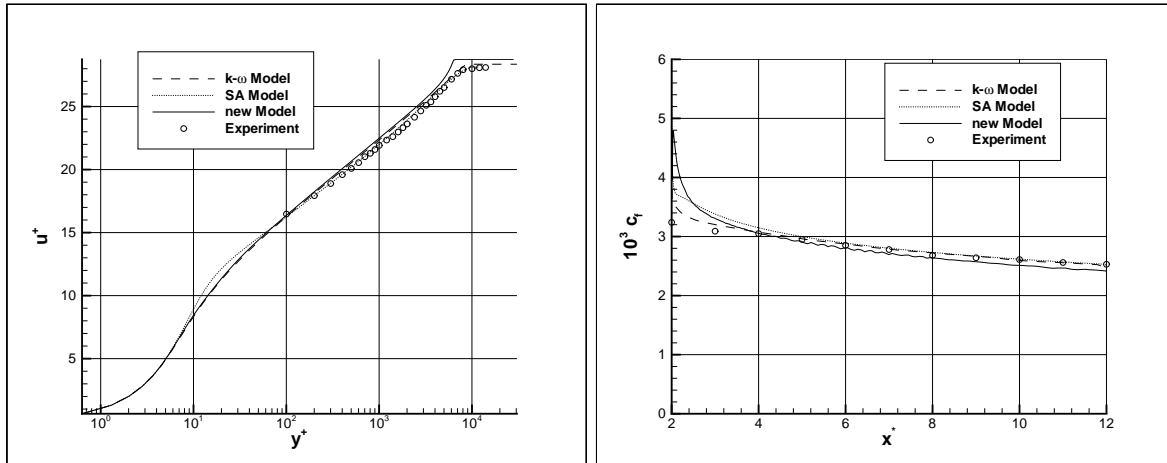 k-ω Model
SA Model
new Model
Experiment
25
20
15
10
5
u⁺
10⁰
10¹
10²
10³
10⁴
y⁺
k-ω Model
SA Model
new Model
Experiment
6
5
4
3
2
1
0
10³ c_f
2
4
6
8
10
12
x*